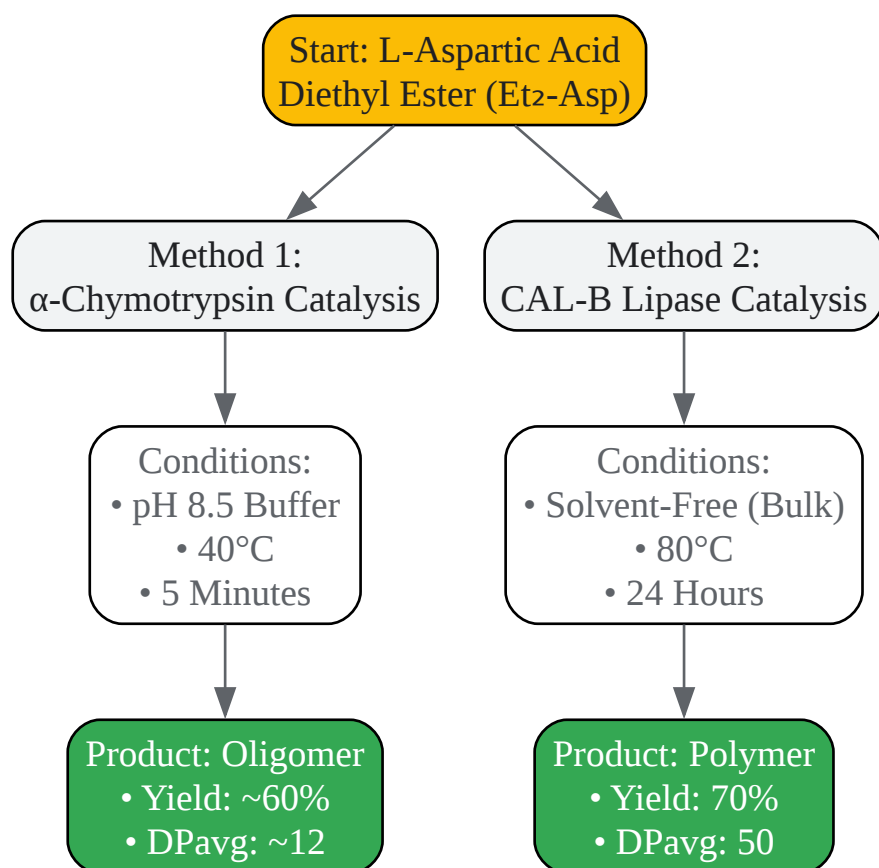 Start: L-Aspartic Acid
Diethyl Ester (Et₂-Asp)
Method 1:
α-Chymotrypsin Catalysis
Method 2:
CAL-B Lipase Catalysis
Conditions:
• pH 8.5 Buffer
• 40°C
• 5 Minutes
Conditions:
• Solvent-Free (Bulk)
• 80°C
• 24 Hours
Product: Oligomer
• Yield: ~60%
• DPavg: ~12
Product: Polymer
• Yield: 70%
• DPavg: 50